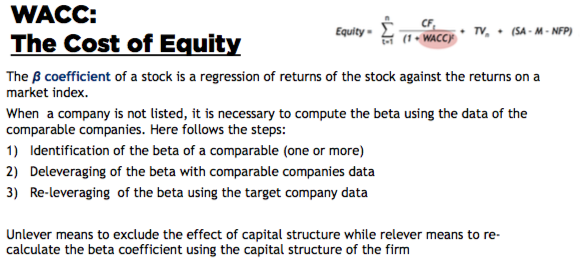 WACC:
The Cost of Equity
Equity = n Σ t=1 CFt / (1 + WACC)t + TVn + (SA - M - NFP)
The β coefficient of a stock is a regression of returns of the stock against the returns on a
market index.
When a company is not listed, it is necessary to compute the beta using the data of the
comparable companies. Here follows the steps:
1) Identification of the beta of a comparable (one or more)
2) Deleveraging of the beta with comparable companies data
3) Re-leveraging of the beta using the target company data
Unlever means to exclude the effect of capital structure while relever means to re-
calculate the beta coefficient using the capital structure of the firm